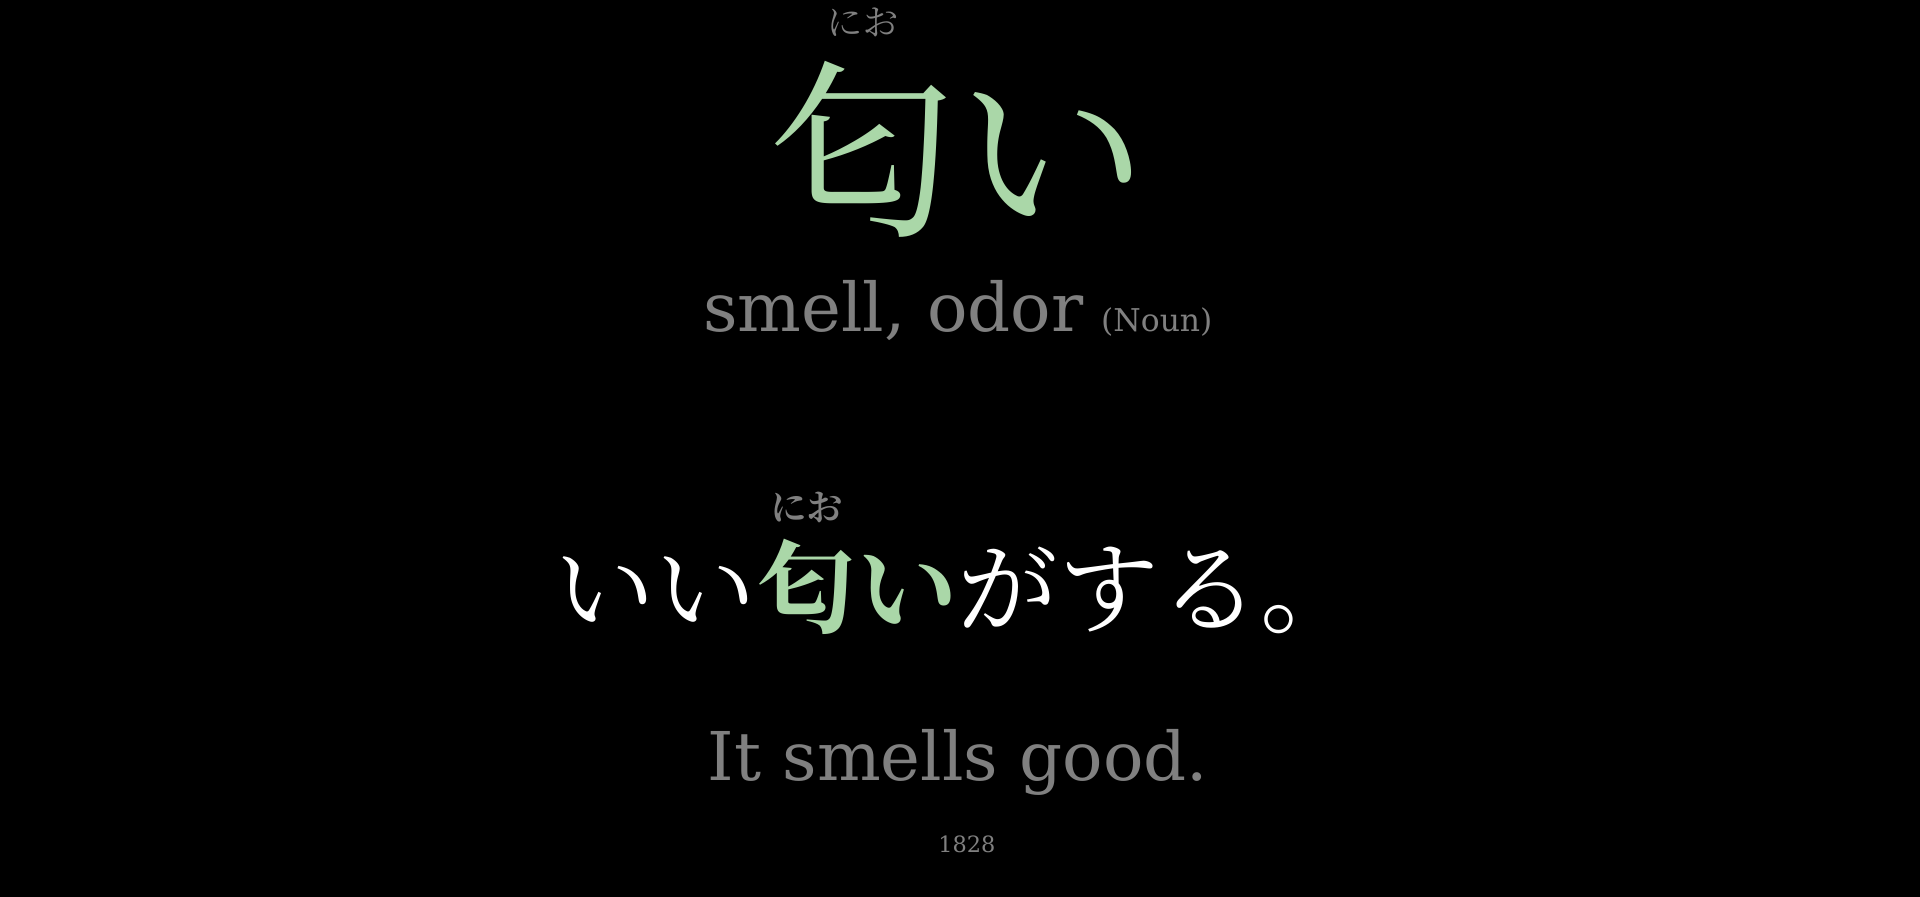 にお
匂い
smell, odor (Noun)
にお
いい匂いがする。
It smells good.
1828